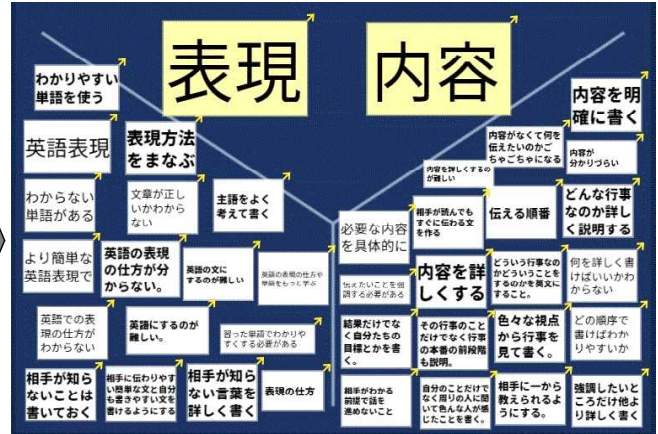 表現
内容
わかりやすい
単語を使う
英語表現
表現方法
をまなぶ
わからない
単語がある
文章が正し
いかわから
ない
主語をよく
考えて書く
より簡単な
英語表現で
英語の表現
の仕方が分
からない。
英語の文に
するのが難しい
英語の表現の仕方や
単語をもっと学ぶ
英語での表
現の仕方が
わからない
英語にするのが
難しい。
習った単語でわかりや
すくする必要がある
相手が知ら
ないことは
書いておく
相手に伝わりやす
い簡単な文と自分
も書きやすい文を
書けるようにする
相手が知ら
ない言葉を
詳しく書く
表現の仕方
内容を明
確に書く
内容がなくて何を
伝えたいのかご
ちゃごちゃになる
内容が
分かりづらい
内容を詳しくするの
が難しい
必要な内容
を具体的に
相手が読んでも
すぐに伝わる文
を作る
伝える順番
どんな行事
なのか詳し
く説明する
伝えたいことを強
調する必要がある
内容を詳
しくする
どういう行事なの
かどういうことを
するのかを英文に
すること。
何を詳しく書
けばいいかわ
からない
結果だけでな
く自分たちの
目標とかを書
く。
その行事のこと
だけでなく行事
の本番の前段階
も説明。
色々な視点
から行事を
見て書く。
どの順序で
書けばわか
りやすいか
相手がわかる
前提で話を
進めないこと
自分のことだけで
なく周りの人に聞
いて色んな人が感
じたことを書く。
相手に一から
教えられるよ
うにする。
強調したいと
ころだけ他よ
り詳しく書く